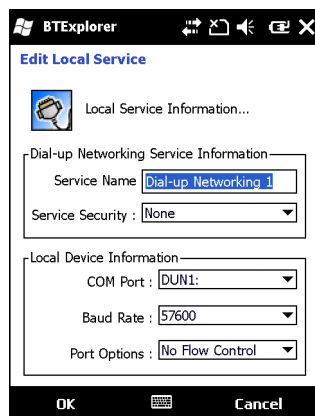 BTExplorer
Edit Local Service
Local Service Information...
Dial-up Networking Service Information
Service Name Dial-up Networking 1
Service Security : None
Local Device Information
COM Port : DUN1:
Baud Rate : 57600
Port Options : No Flow Control
OK Cancel